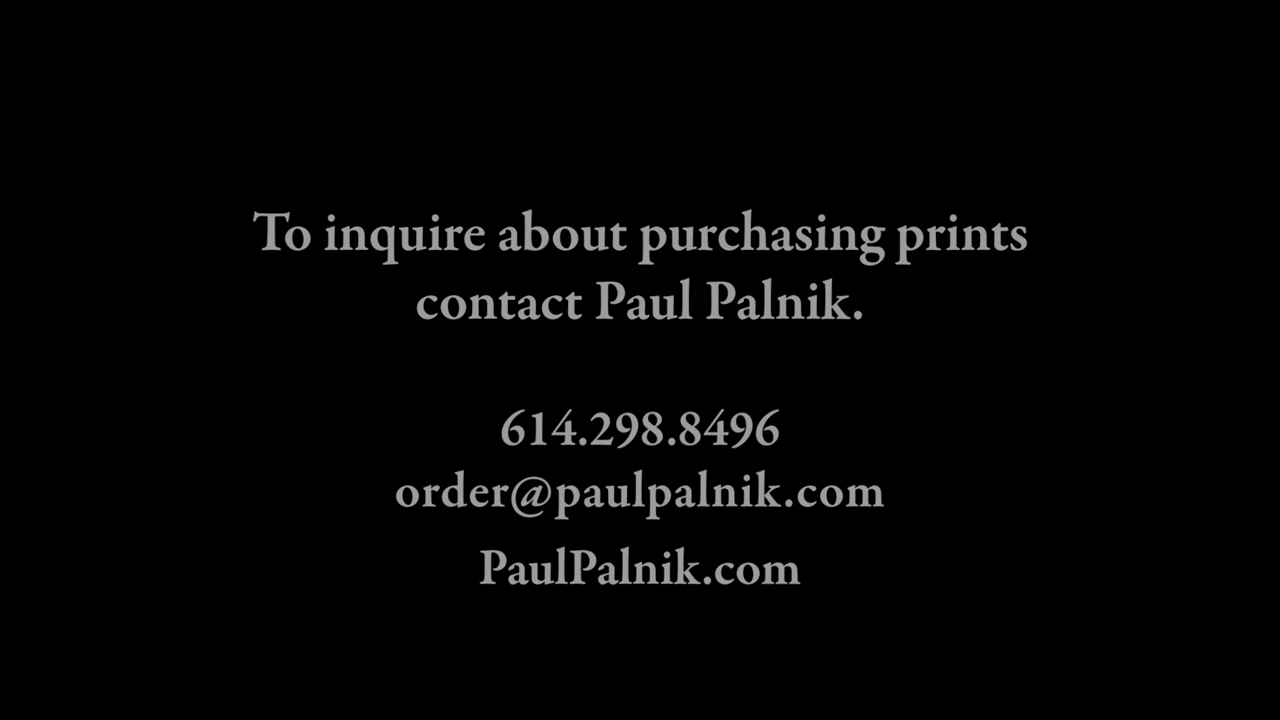 To inquire about purchasing prints
contact Paul Palnik.
614.298.8496
order@paulpalnik.com
PaulPalnik.com